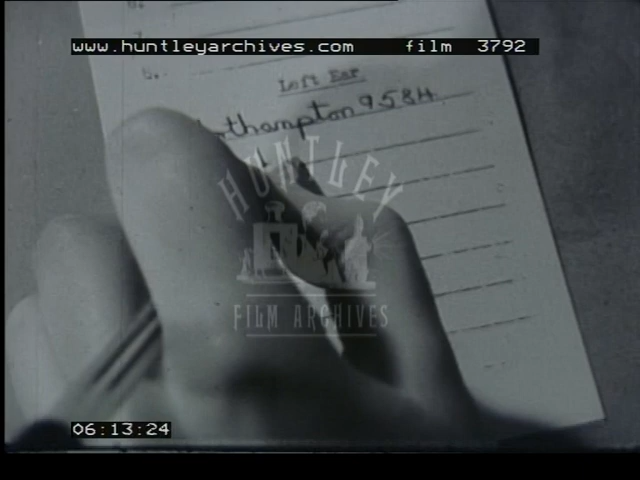 www.huntleyarchives.com film 3792
Left Ear
thampton 9584
HUNTLEY
FILM ARCHIVES
06:13:24